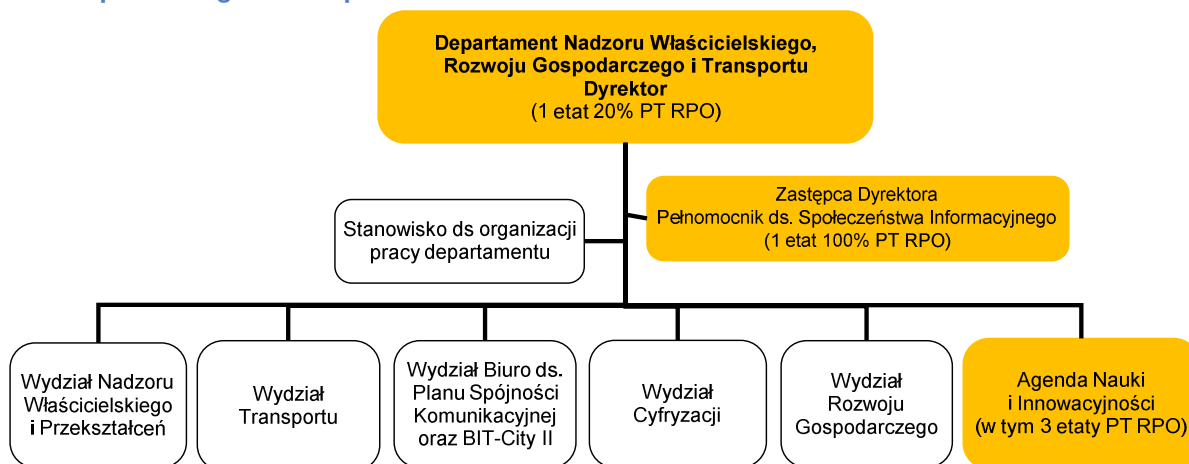 Departament Nadzoru Właścicielskiego,
Rozwoju Gospodarczego i Transportu
Dyrektor
(1 etat 20% PT RPO)
Zastępca Dyrektora
Pełnomocnik ds. Społeczeństwa Informacyjnego
(1 etat 100% PT RPO)
Stanowisko ds organizacji
pracy departamentu
Wydział Nadzoru
Właścicielskiego
i Przekształceń
Wydział
Transportu
Wydział Biuro ds.
Planu Spójności
Komunikacyjnej
oraz BIT-City II
Wydział
Cyfryzacji
Wydział
Rozwoju
Gospodarczego
Agenda Nauki
i Innowacyjności
(w tym 3 etaty PT RPO)